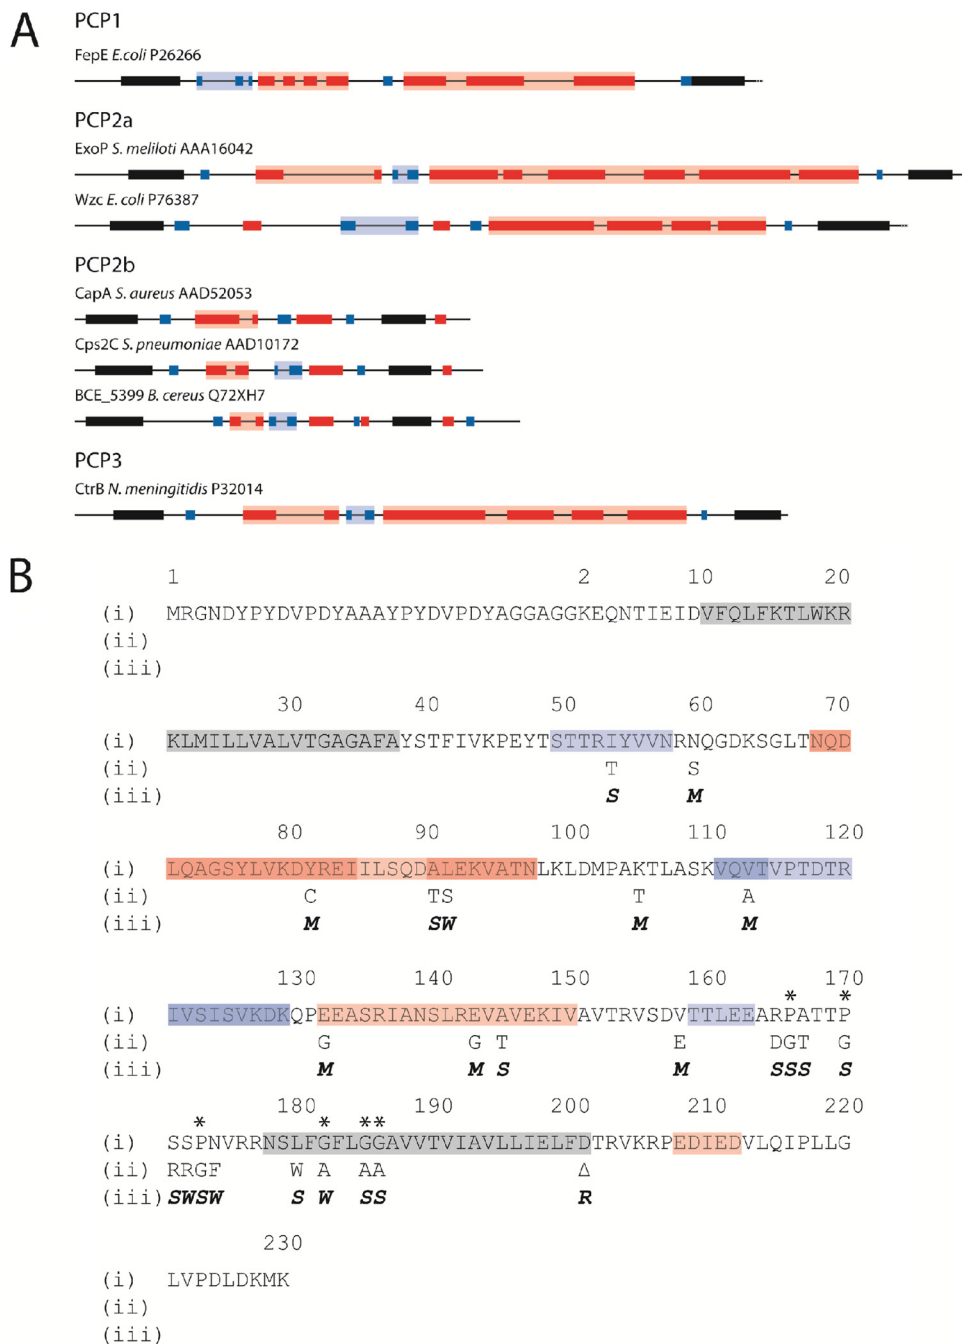 A
PCP1
FepE E.coli P26266
PCP2a
ExoP S. meliloti AAA16042
Wzc E. coli P76387
PCP2b
CapA S. aureus AAD52053
Cps2C S. pneumoniae AAD10172
BCE_5399 B. cereus Q72XH7
PCP3
CtrB N. meningitidis P32014
B
1 2 10 20
(i) MRGNDYPYDVPDYAAAYPYDVPDYAGGAGGKEQNTIEIDVFQLFKTLWKR
(ii)
(iii)
30 40 50 60 70
(i) KLMILLVALVTGAGAFAYSTFIVKPEYTSTTRIYVVNRNQGDKSGLTNQD
(ii) T S
(iii) S M
80 90 100 110 120
(i) LQAGSYLVKDYREIILSQDALEKVATNLKLDMPAKTLASKVQVTVPTDTR
(ii) C TS T A
(iii) M SW M M
130 140 150 160 170
* *
(i) IVSISVKDKQPEEASRIANSLREVAVEKIVAVTRVSDVTTLEEARPATTP
(ii) G G T E DGT G
(iii) M M S M SSS S
180 190 200 210 220
* * **
(i) SSPNVRRNSLFGFLGGAVVTVIAVLLIELFDTRVKRPEDIEDVLQIPLLG
(ii) RRGF W A AA Δ
(iii) SWSW S W SS R
230
(i) LVPDLDKMK
(ii)
(iii)